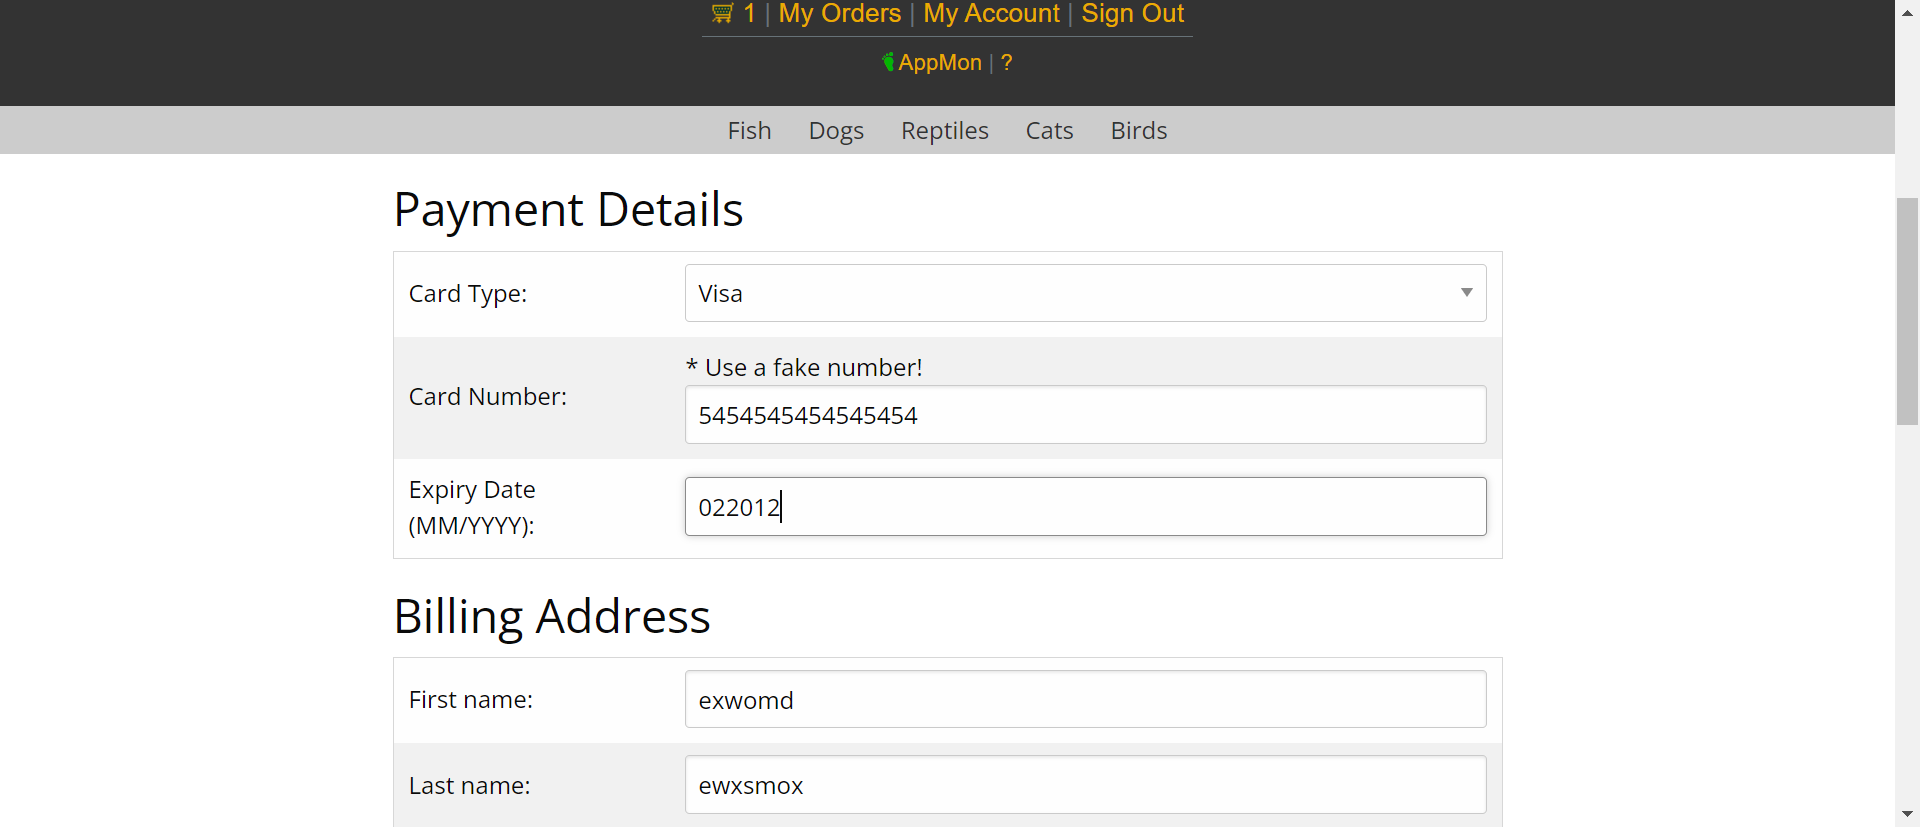 1 | My Orders | My Account | Sign Out
AppMon | ?
Fish Dogs Reptiles Cats Birds
Payment Details
Card Type: Visa
* Use a fake number!
Card Number: 5454545454545454
Expiry Date
(MM/YYYY): 022012
Billing Address
First name: exwomd
Last name: ewxsmox